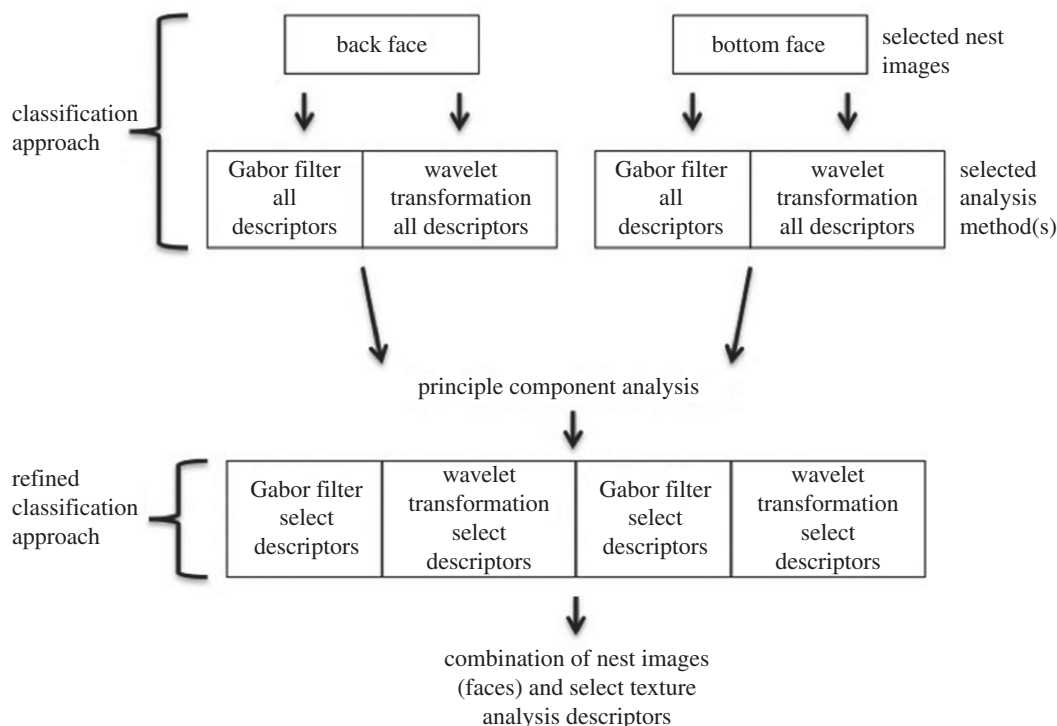 back face
bottom face
selected nest
images
classification
approach
Gabor filter
all
descriptors
wavelet
transformation
all descriptors
Gabor filter
all
descriptors
wavelet
transformation
all descriptors
selected
analysis
method(s)
principle component analysis
refined
classification
approach
Gabor filter
select
descriptors
wavelet
transformation
select
descriptors
Gabor filter
select
descriptors
wavelet
transformation
select
descriptors
combination of nest images
(faces) and select texture
analysis descriptors